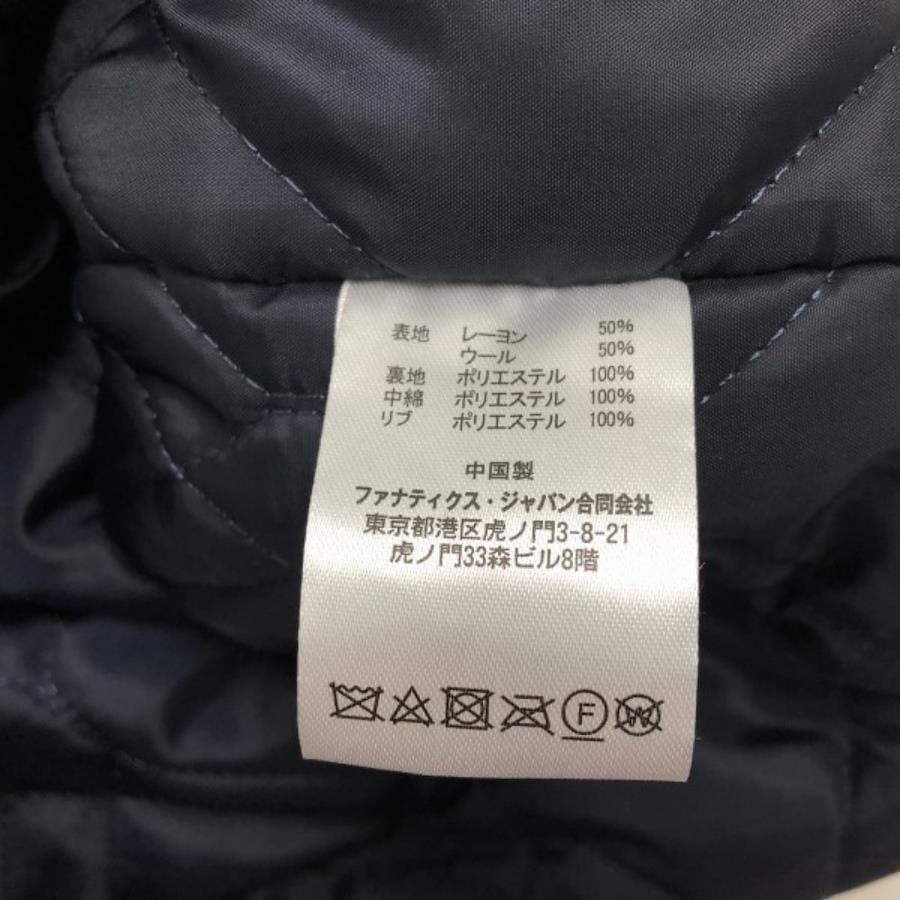 表地 レーヨン 50%
ウール 50%
裏地 ポリエステル 100%
中綿 ポリエステル 100%
リブ ポリエステル 100%
中国製
ファナティクス・ジャパン合同会社
東京都港区虎ノ門3-8-21
虎ノ門33森ビル8階
F W